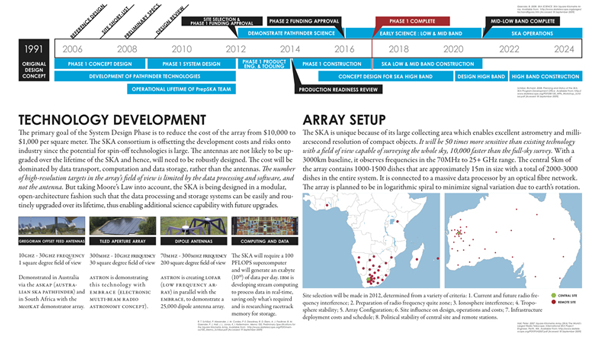 REFERENCE DESIGN
SITE SHORT LIST
PRELIMINARY SPECS
DESIGN REVIEW
SITE SELECTION &
PHASE 1 FUNDING APPROVAL
PHASE 2 FUNDING APPROVAL
PHASE 1 COMPLETE
MID-LOW BAND COMPLETE
DEMONSTRATE PATHFINDER SCIENCE
EARLY SCIENCE: LOW & MID BAND
SKA OPERATIONS
1991
2006
2008
2010
2012
2014
2016
2018
2020
2022
2024
ORIGINAL
DESIGN
CONCEPT
PHASE 1 CONCEPT DESIGN
PHASE 1 SYSTEM DESIGN
PHASE 1 PRODUCT
ENG. & TOOLING
PHASE 1 CONSTRUCTION
SKA LOW & MID BAND CONSTRUCTION
DEVELOPMENT OF PATHFINDER TECHNOLOGIES
CONCEPT DESIGN FOR SKA HIGH BAND
DESIGN HIGH BAND
HIGH BAND CONSTRUCTION
OPERATIONAL LIFETIME OF PrepSKA TEAM
PRODUCTION READINESS REVIEW
TECHNOLOGY DEVELOPMENT
The primary goal of the System Design Phase is to reduce the cost of the array from $10,000 to
$1,000 per square meter. The SKA consortium is offsetting the development costs and risks onto
industry since the potential for spin-off technologies is large. The antennas are not likely to be up-
graded over the lifetime of the SKA and hence, will need to be robustly designed. The cost will be
dominated by data transport, computation and data storage, rather than the antennas. The number
of high-resolution targets in the array's field of view is limited by the data processing and software, and
not the antenna. But taking Moore's Law into account, the SKA is being designed in a modular,
open-architecture fashion such that the data processing and storage systems can be easily and rou-
tinely upgraded over its lifetime, thus enabling additional science capability with future upgrades.
GREGORIAN OFFSET FEED ANTENNAS
TILED APERTURE ARRAY
DIPOLE ANTENNAS
COMPUTING AND DATA
10GHZ - 30GHZ FREQUENCY
1 square degree field of view
Demonstrated in Australia
via the ASKAP (AUSTRA-
LIAN SKA PATHFINDER) and
in South Africa with the
MEERKAT demonstrator array.
300MHZ - 10GHZ FREQUENCY
30 square degree field of view
ASTRON is demonstrating
this technology with
EMBRACE (ELECTRONIC
MULTI BEAM RADIO
ASTRONOMY CONCEPT).
70MHZ - 300MHZ FREQUENCY
200 square degree field of view
ASTRON is creating LOFAR
(LOW FREQUENCY AR-
RAY) in parallel with the
EMBRACE, to demonstrate a
25,000 dipole antenna array.
The SKA will require a 100
PFLOPS supercomputer
and will generate an exabyte
(10¹⁸) of data per day. IBM is
developing stream computing
to process data in real-time,
saving only what's required
and is researching racetrack
memory for storage.
ARRAY SETUP
The SKA is unique because of its large collecting area which enables excellent astrometry and milli-
arcsecond resolution of compact objects. It will be 50 times more sensitive than existing technology
with a field of view capable of surveying the whole sky, 10,000 faster than the full-sky survey. With a
3000km baseline, it observes frequencies in the 70MHz to 25+ GHz range. The central 5km of
the array contains 1000-1500 dishes that are approximately 15m in size with a total of 2000-3000
dishes in the entire system. It is connected to a massive data processor by an optical fibre network.
The array is planned to be in logarithmic spiral to minimize signal variation due to earth's rotation.
CENTRAL SITE
REMOTE SITE
Site selection will be made in 2012, determined from a variety of criteria: 1. Current and future radio fre-
quency interference; 2. Preparation of radio frequency quite zone; 3. Ionospheric interference; 4. Tropo-
sphere stability; 5. Array Configuration; 6. Site influence on design, operations and costs; 7. Infrastructure
deployment costs and schedule; 8. Political stability of central site and remote stations.